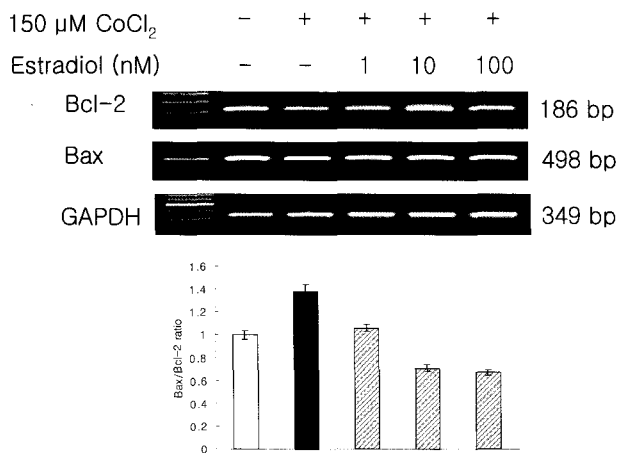 150 μM CoCl₂ − + + + +
Estradiol (nM) − − 1 10 100
Bcl-2 186 bp
Bax 498 bp
GAPDH 349 bp
1.6
1.4
1.2
1
0.8
0.6
0.4
0.2
0
Bax/Bcl-2 ratio